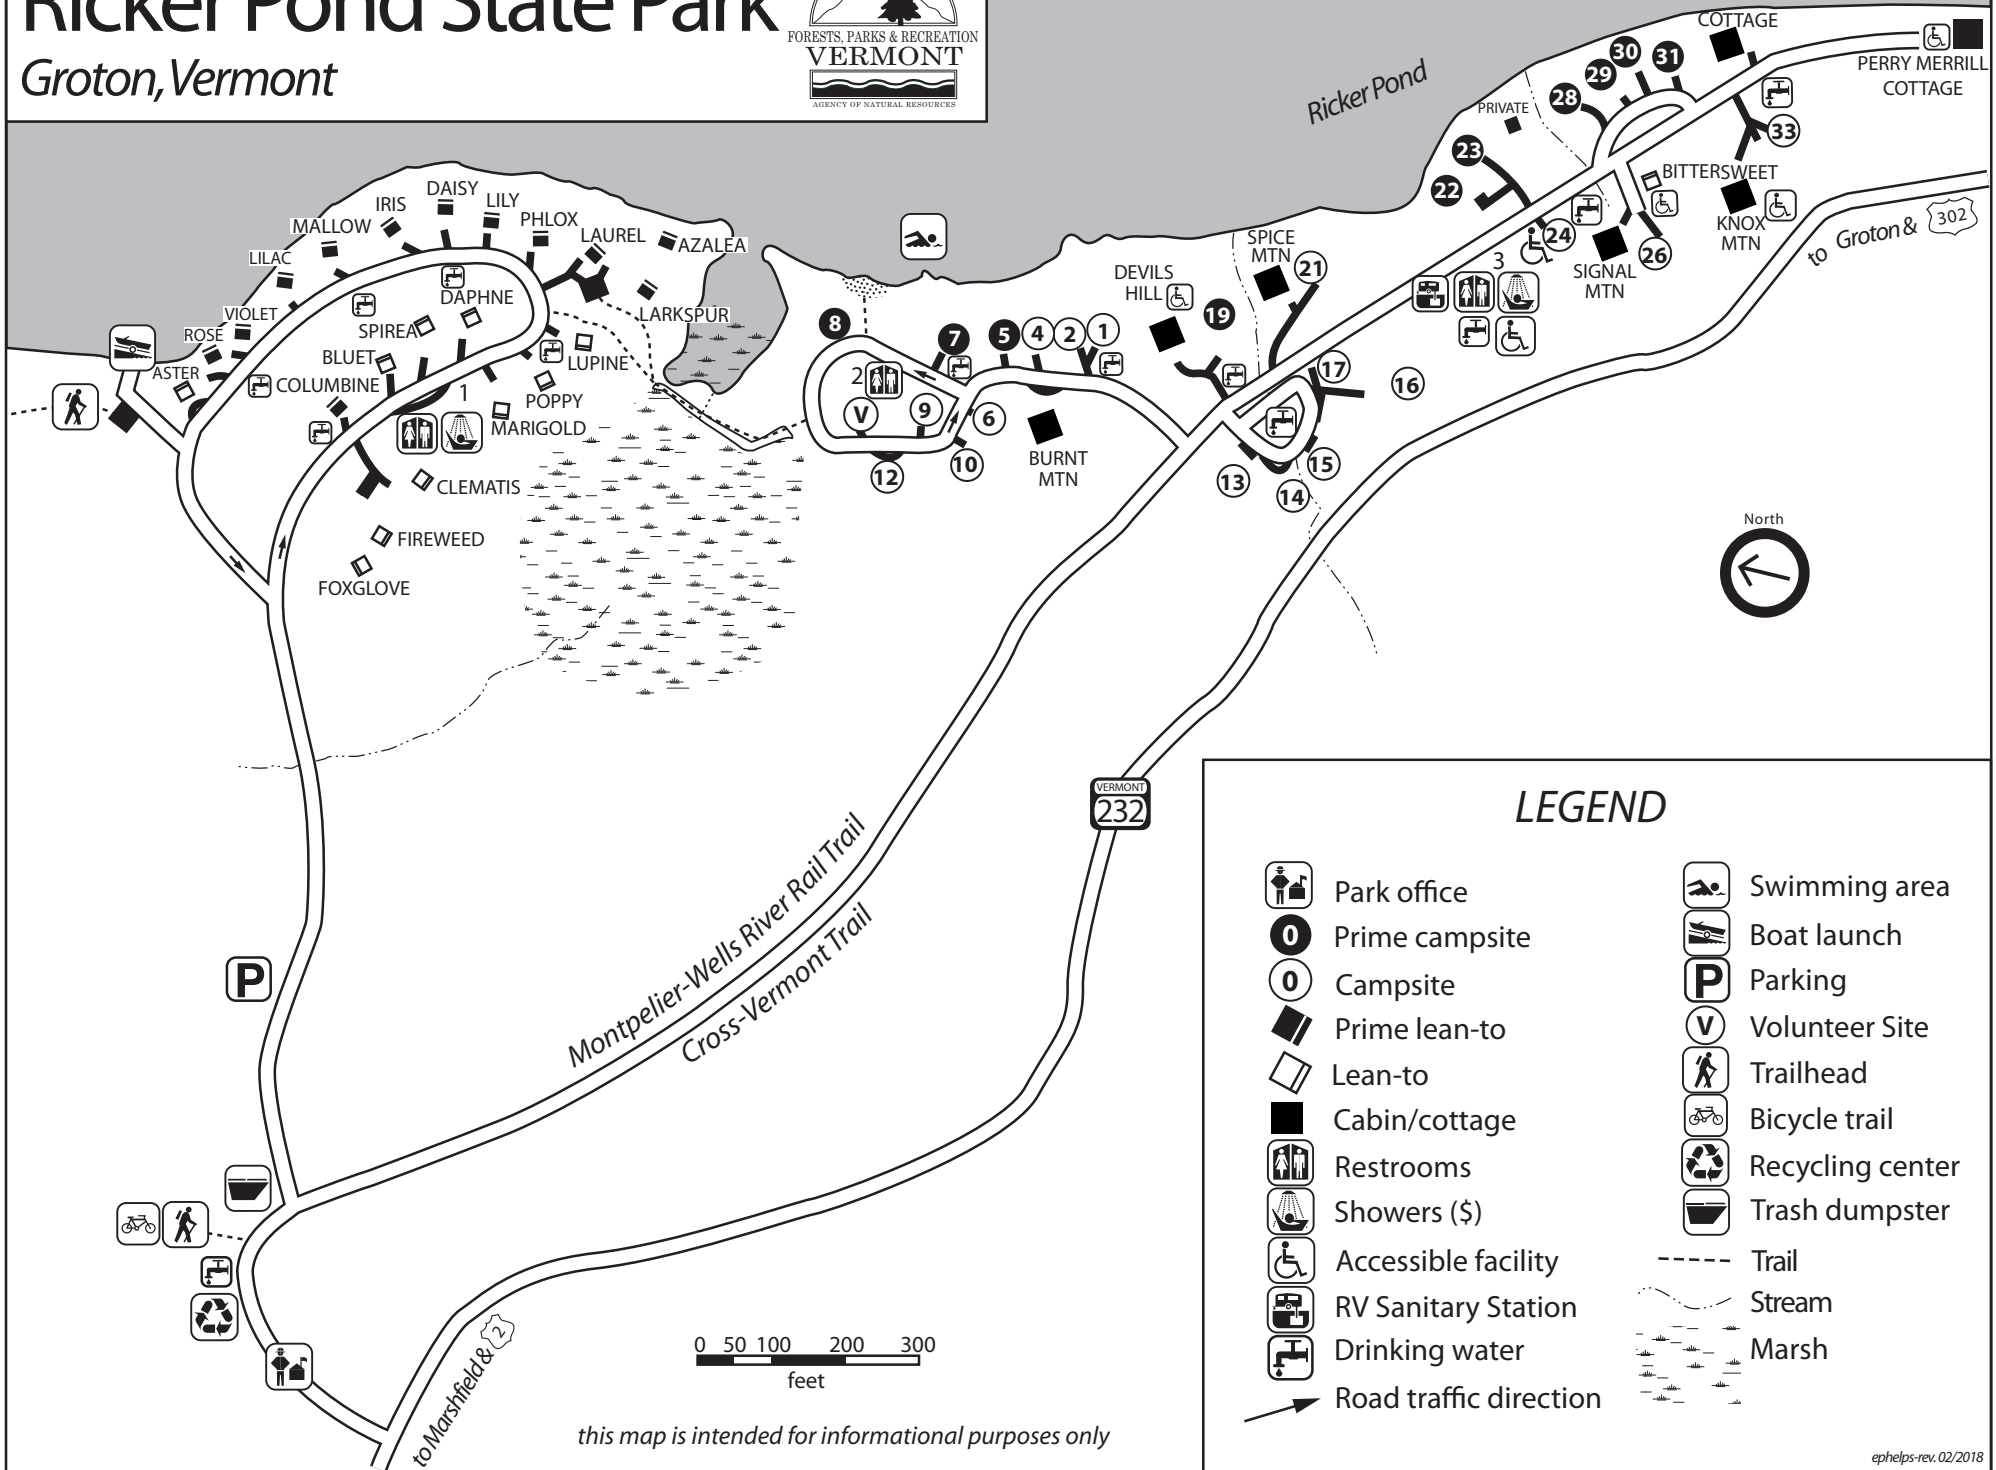 Ricker Pond State Park
Groton, Vermont
FORESTS, PARKS & RECREATION
VERMONT
AGENCY OF NATURAL RESOURCES
Ricker Pond
COTTAGE
PERRY MERRILL
COTTAGE
PRIVATE
28
29
30
31
33
23
22
24
BITTERSWEET
KNOX
MTN
SIGNAL
MTN
26
to Groton &
302
3
SPICE
MTN
21
DEVILS
HILL
19
17
16
15
14
13
8
7
5
4
2
1
2
V
9
6
10
12
BURNT
MTN
DAISY
LILY
IRIS
PHLOX
MALLOW
LAUREL
AZALEA
LILAC
DAPHNE
LARKSPUR
VIOLET
SPIREA
ROSE
BLUET
LUPINE
ASTER
COLUMBINE
1
POPPY
MARIGOLD
CLEMATIS
FIREWEED
FOXGLOVE
North
VERMONT
232
Montpelier-Wells River Rail Trail
Cross-Vermont Trail
P
to Marshfield &
2
0 50 100 200 300
feet
this map is intended for informational purposes only
LEGEND
Park office
0 Prime campsite
0 Campsite
Prime lean-to
Lean-to
Cabin/cottage
Restrooms
Showers ($)
Accessible facility
RV Sanitary Station
Drinking water
Road traffic direction
Swimming area
Boat launch
P Parking
V Volunteer Site
Trailhead
Bicycle trail
Recycling center
Trash dumpster
Trail
Stream
Marsh
ephelps-rev. 02/2018